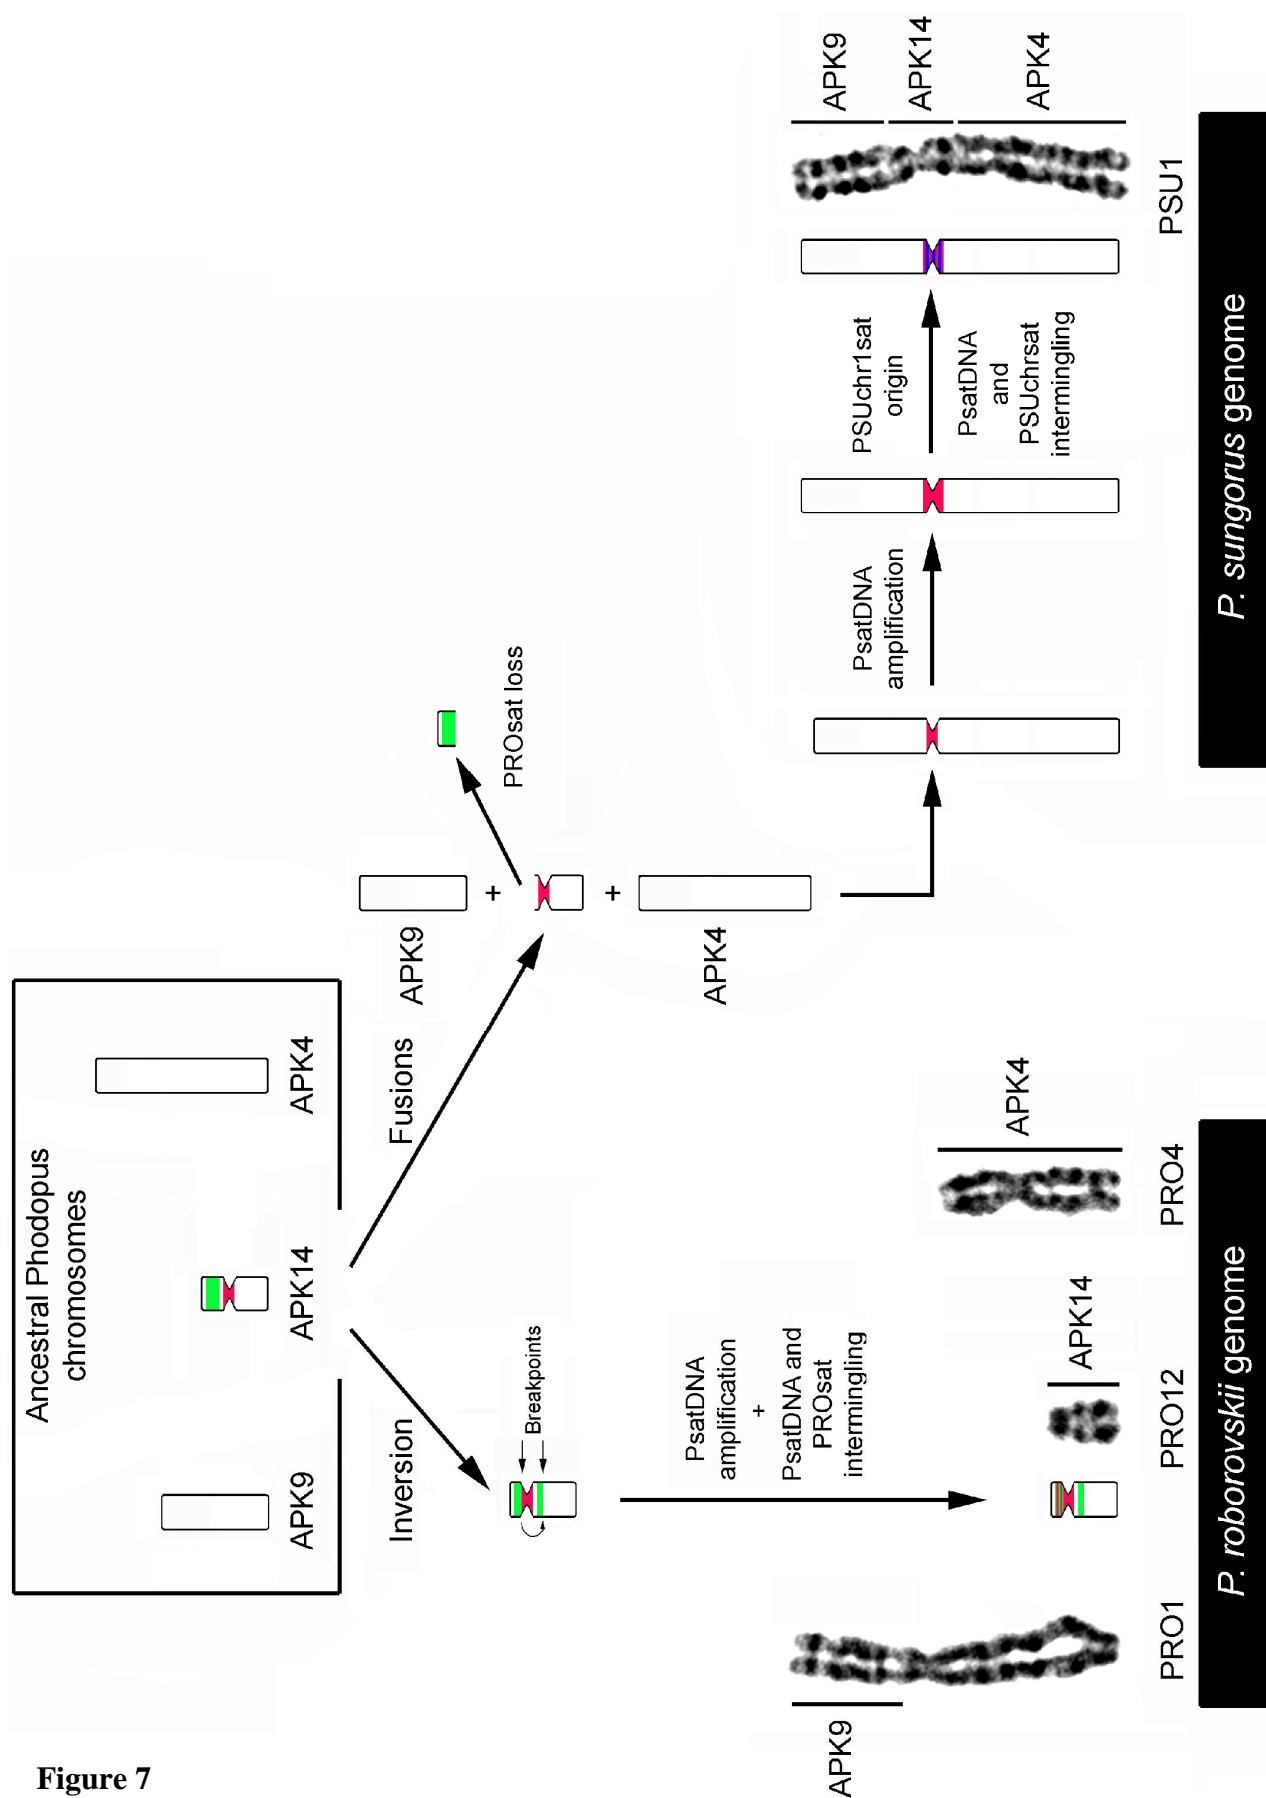 Ancestral Phodopus
chromosomes
APK9
APK14
APK4
Inversion
Fusions
Breakpoints
APK9
+
+
APK4
PROsat loss
PsatDNA
amplification
+
PsatDNA and
PROsat
intermingling
PsatDNA
amplification
PSUchr1sat
origin
PsatDNA
and
PSUchrsat
intermingling
APK9
APK14
APK4
APK9
APK14
APK4
PRO1
PRO12
PRO4
PSU1
P. roborovskii genome
P. sungorus genome
Figure 7